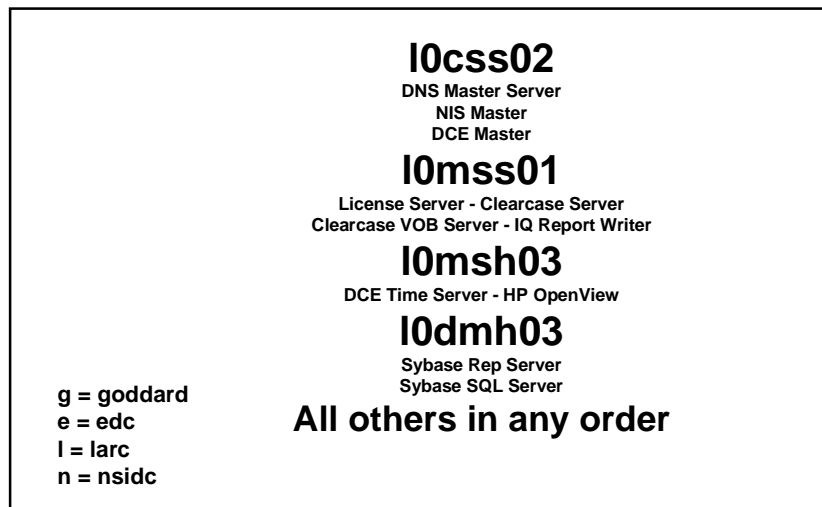 l0css02
DNS Master Server
NIS Master
DCE Master
l0mss01
License Server - Clearcase Server
Clearcase VOB Server - IQ Report Writer
l0msh03
DCE Time Server - HP OpenView
l0dmh03
Sybase Rep Server
Sybase SQL Server
All others in any order
g = goddard
e = edc
l = larc
n = nsidc